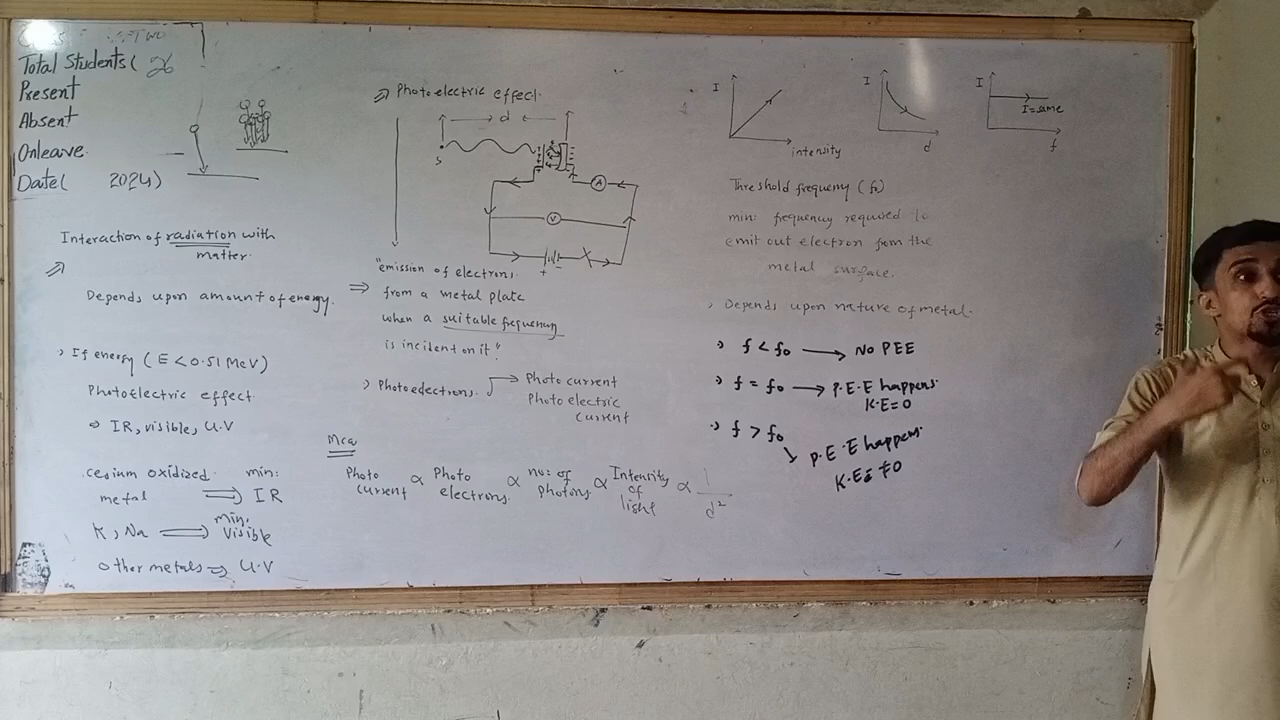 Total Students( 26
Present
Absent
Onleave
Date( 2024)
Interaction of radiation with
matter.
⇒
Depends upon amount of energy.
› If energy (E < 0.51 MeV)
Photoelectric effect.
⇒ IR, visible, U.V
cesium oxidized min:
metal ⟹ IR
min:
K, Na ⟹ Visible
other metals ⇒ U.V
⇒ Photoelectric effect.
d
S
A
V
+ -
⇒ "emission of electrons.
from a metal plate
when a suitable frequency
is incident on it"
› Photoelectrons. → Photo current
Photo electric
current
Mcq
Photo current ∝ Photo electrons. ∝ no: of photons ∝ Intensity of light ∝ 1/d²
I
intensity
I
d
I
I = same
f
Threshold frequency (f₀)
min: frequency required to
emit out electron from the
metal surface.
› Depends upon nature of metal.
› f < f₀ → No PEE
› f = f₀ → P.E.E happens.
K.E = 0
› f > f₀
↘ P.E.E happens.
K.E ≠ 0